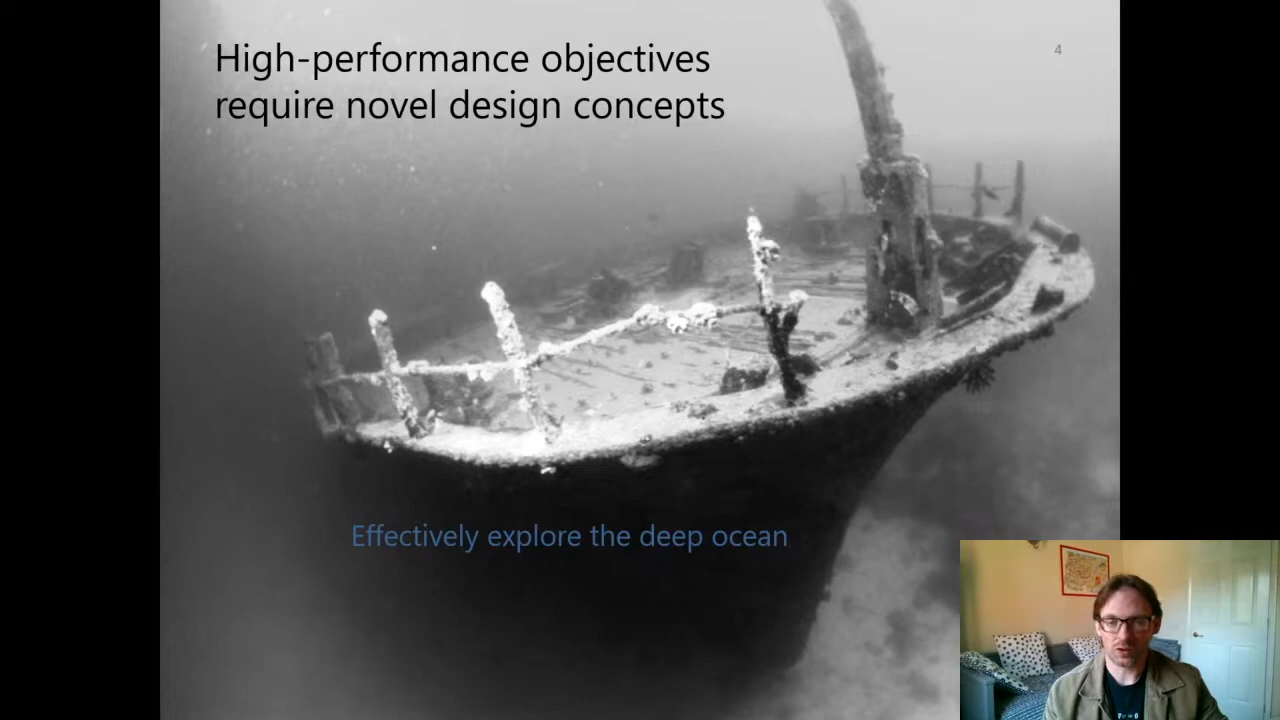 High-performance objectives
require novel design concepts
4
Effectively explore the deep ocean